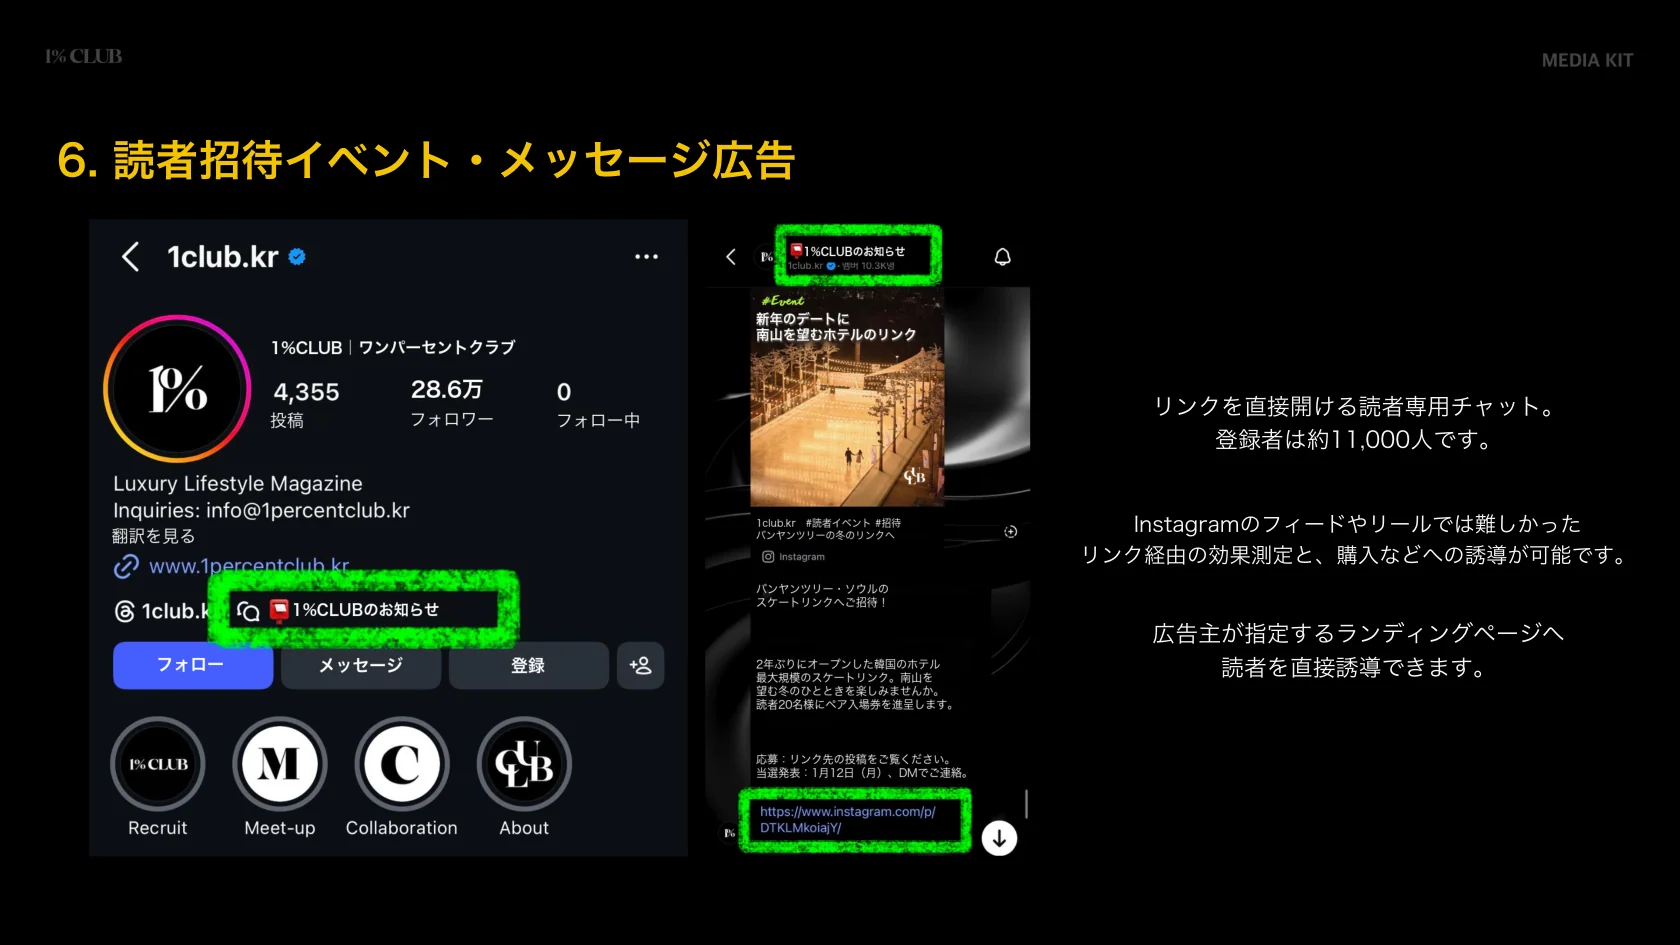 1% CLUB
MEDIA KIT
6. 読者招待イベント・メッセージ広告
1club.kr
1%CLUB｜ワンパーセントクラブ
4,355
投稿
28.6万
フォロワー
0
フォロー中
Luxury Lifestyle Magazine
Inquiries: info@1percentclub.kr
翻訳を見る
www.1percentclub.kr
1club.k
1%CLUBのお知らせ
フォロー
メッセージ
登録
1% CLUB
M
C
CLUB
Recruit
Meet-up
Collaboration
About
1%
1%CLUBのお知らせ
1club.kr · 멤버 10.3K명
#Event
新年のデートに
南山を望むホテルのリンク
CLUB
1club.kr #読者イベント #招待
バンヤンツリーの冬のリンクへ
Instagram
バンヤンツリー・ソウルの
スケートリンクへご招待！
2年ぶりにオープンした韓国のホテル
最大規模のスケートリンク。南山を
望む冬のひとときを楽しみませんか。
読者20名様にペア入場券を進呈します。
応募：リンク先の投稿をご覧ください。
当選発表：1月12日（月）、DMでご連絡。
https://www.instagram.com/p/
DTKLMkoiajY/
1%
リンクを直接開ける読者専用チャット。
登録者は約11,000人です。
Instagramのフィードやリールでは難しかった
リンク経由の効果測定と、購入などへの誘導が可能です。
広告主が指定するランディングページへ
読者を直接誘導できます。